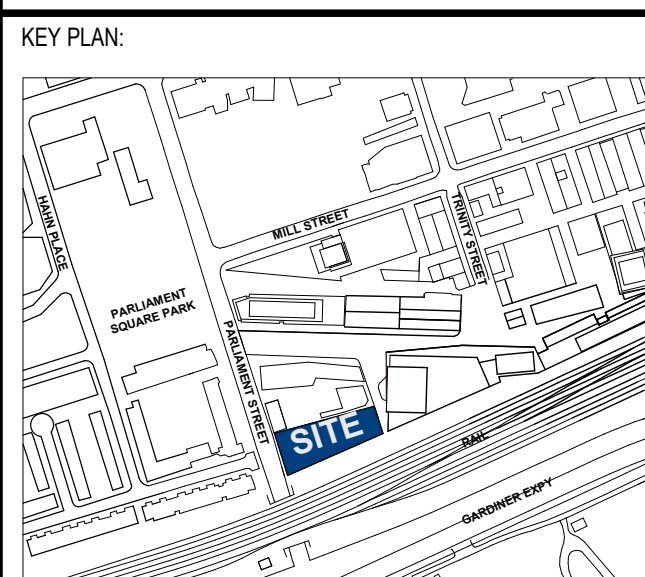 KEY PLAN:
HAHN PLACE
MILL STREET
TRINITY STREET
PARLIAMENT
SQUARE PARK
PARLIAMENT STREET
SITE
RAIL
GARDINER EXPY